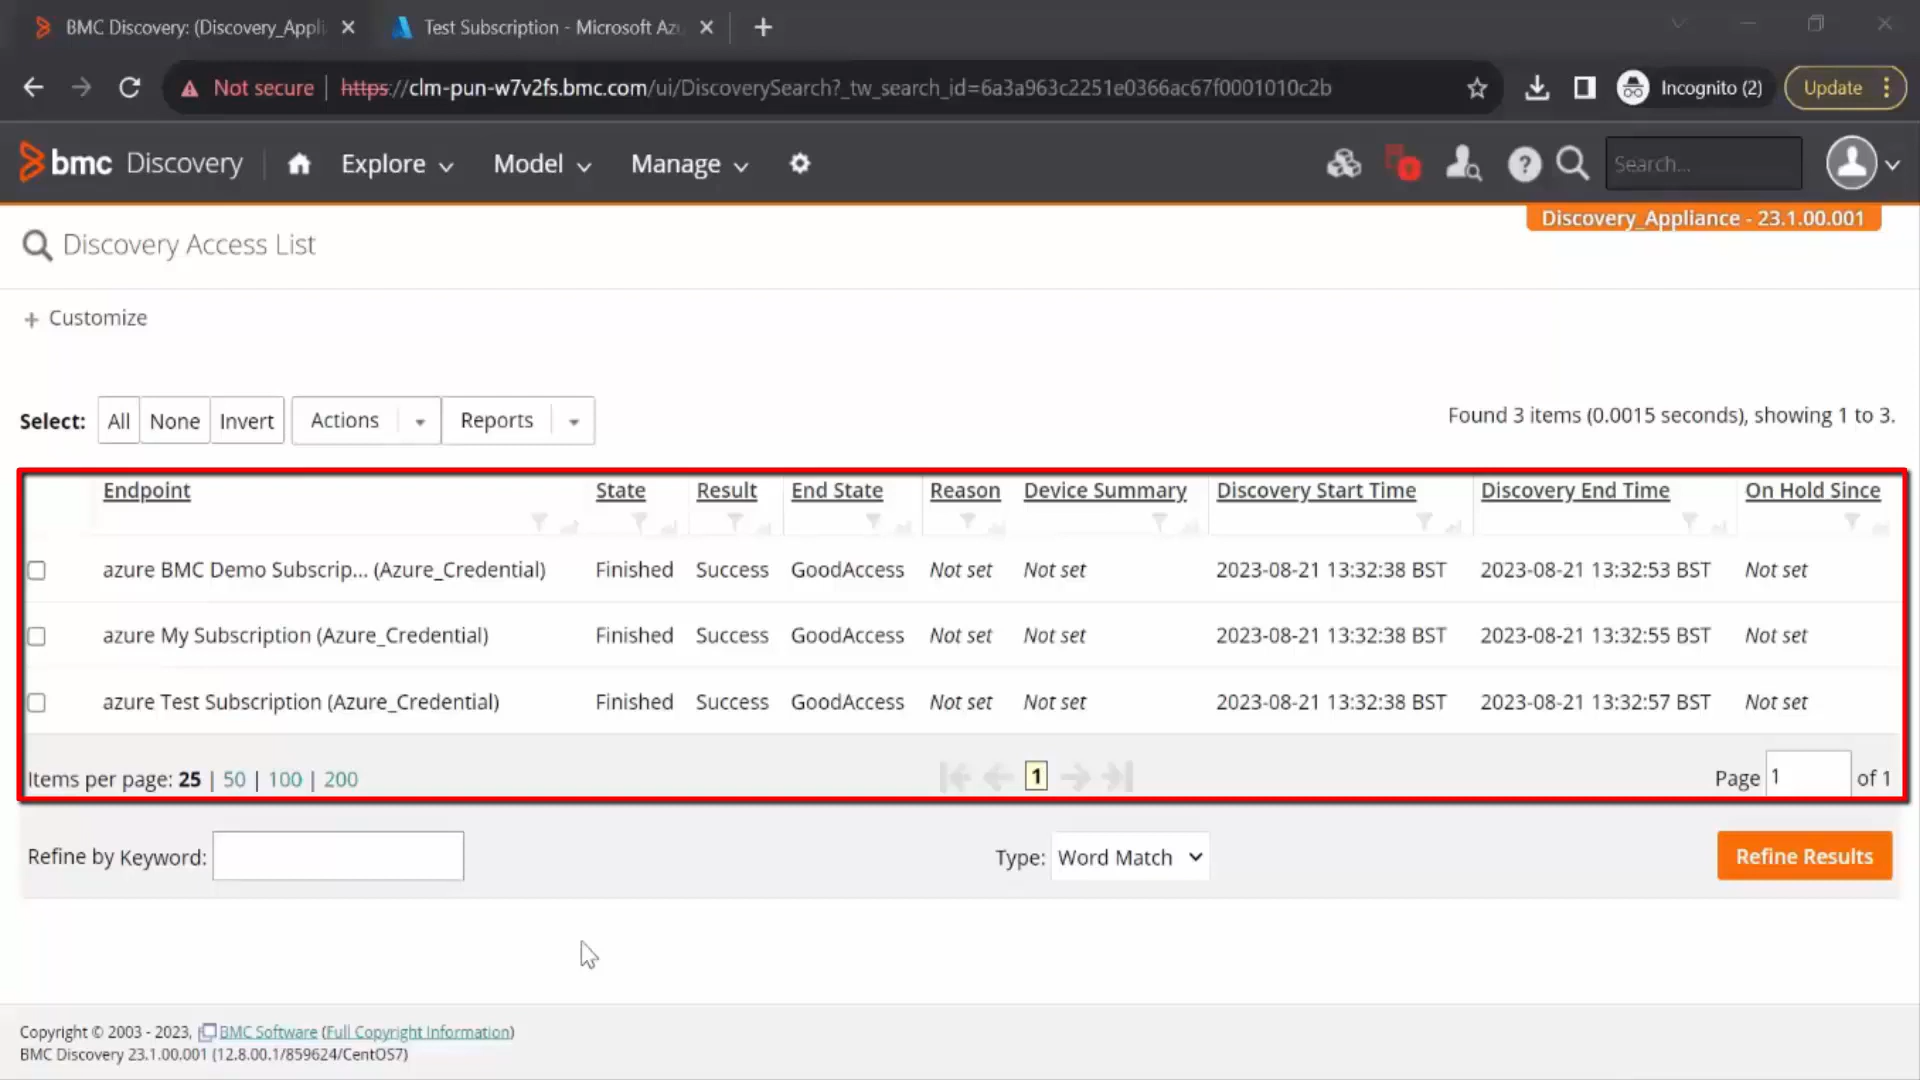 BMC Discovery: (Discovery_Appli
Test Subscription - Microsoft Azu
Not secure https://clm-pun-w7v2fs.bmc.com/ui/DiscoverySearch?_tw_search_id=6a3a963c2251e0366ac67f0001010c2b Incognito (2) Update
bmc Discovery Explore Model Manage Search...
Discovery_Appliance - 23.1.00.001
Discovery Access List
+ Customize
Select: All None Invert Actions Reports Found 3 items (0.0015 seconds), showing 1 to 3.
Endpoint State Result End State Reason Device Summary Discovery Start Time Discovery End Time On Hold Since
azure BMC Demo Subscrip... (Azure_Credential) Finished Success GoodAccess Not set Not set 2023-08-21 13:32:38 BST 2023-08-21 13:32:53 BST Not set
azure My Subscription (Azure_Credential) Finished Success GoodAccess Not set Not set 2023-08-21 13:32:38 BST 2023-08-21 13:32:55 BST Not set
azure Test Subscription (Azure_Credential) Finished Success GoodAccess Not set Not set 2023-08-21 13:32:38 BST 2023-08-21 13:32:57 BST Not set
Items per page: 25 | 50 | 100 | 200 1 Page 1 of 1
Refine by Keyword: Type: Word Match Refine Results
Copyright © 2003 - 2023, BMC Software (Full Copyright Information)
BMC Discovery 23.1.00.001 (12.8.00.1/859624/CentOS7)